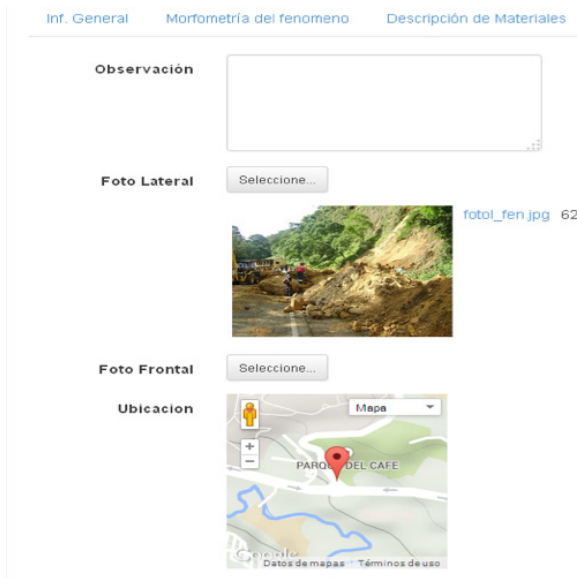 Inf. General Morfometría del fenomeno Descripción de Materiales
Observación
Foto Lateral Seleccione...
fotol_fen.jpg 62
Foto Frontal Seleccione...
Ubicacion
Mapa
+
−
PARQUE DEL CAFE
Google
Datos de mapas Términos de uso